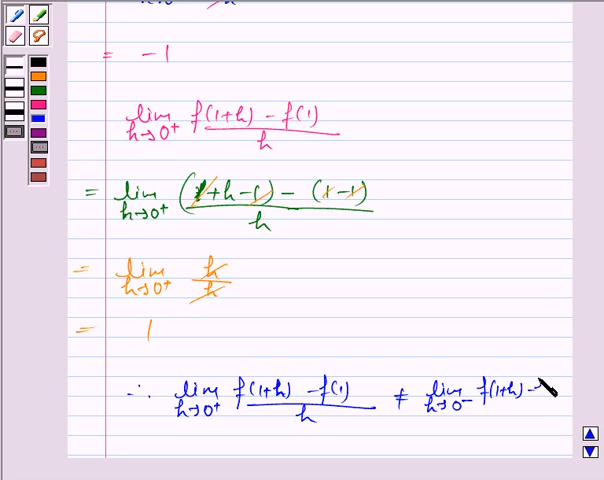 = -1
lim h→0⁺ f(1+h) - f(1) / h
= lim h→0⁺ (1+h-1) - (1-1) / h
= lim h→0⁺ h / h
= 1
∴ lim h→0⁺ f(1+h) - f(1) / h ≠ lim h→0⁻ f(1+h) -